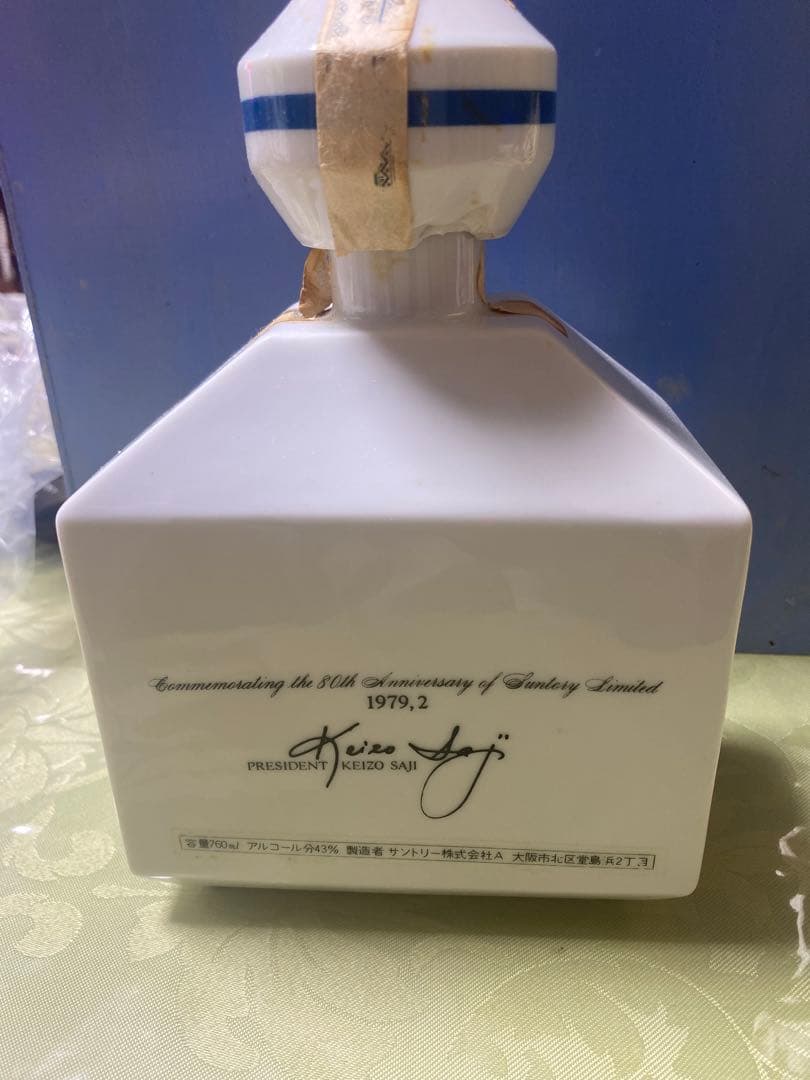 Commemorating the 80th Anniversary of Suntory Limited
1979,2
Keizo Saji
PRESIDENT KEIZO SAJI
容量760ml アルコール分43% 製造者 サントリー株式会社A 大阪市北区堂島 兵2丁ヨ